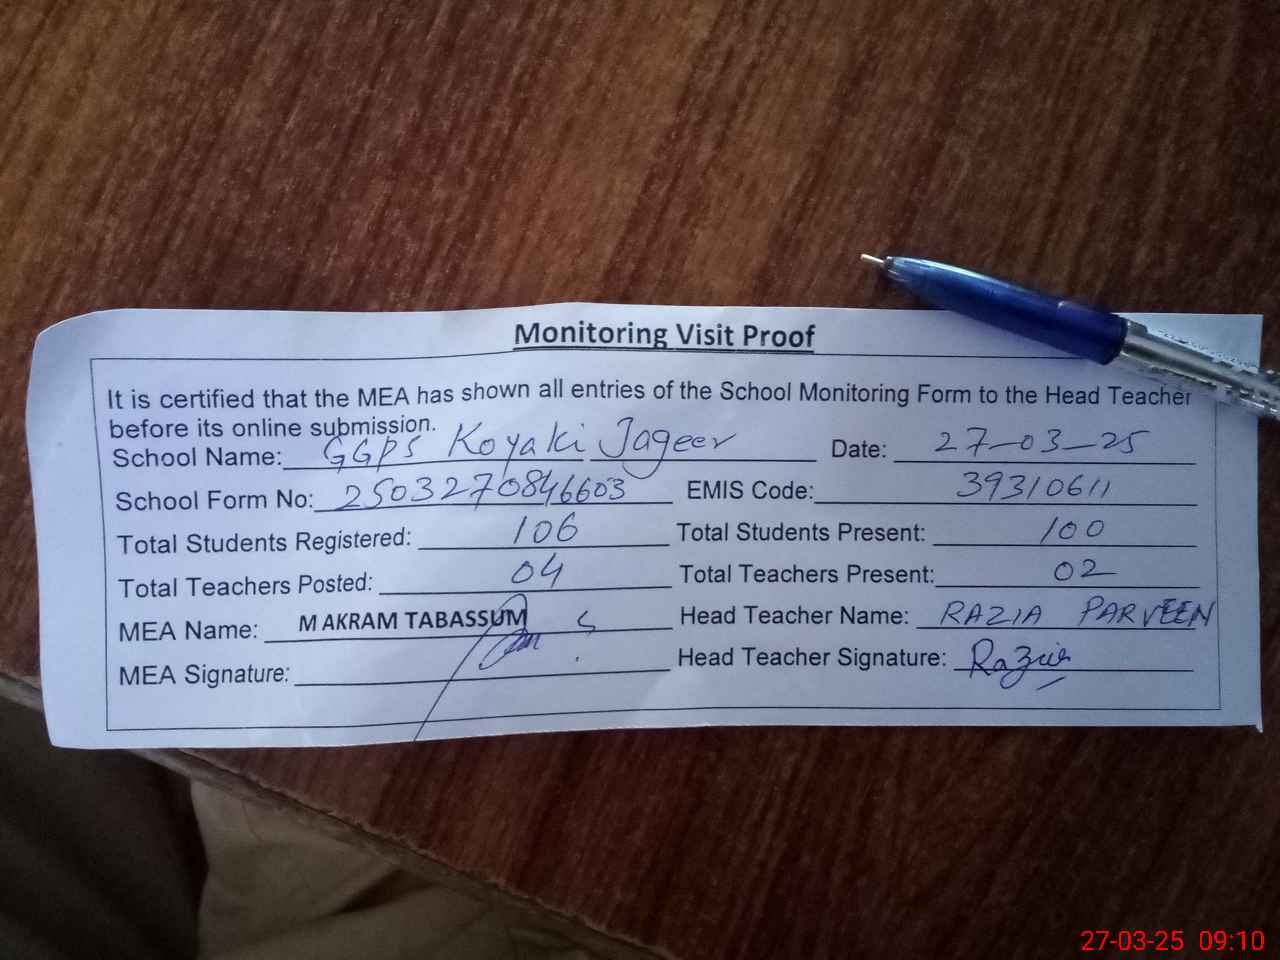 Monitoring Visit Proof
It is certified that the MEA has shown all entries of the School Monitoring Form to the Head Teacher
before its online submission.
School Name: GGPS Koyaki Jageer Date: 27-03-25
School Form No: 2503270846603 EMIS Code: 39310611
Total Students Registered: 106 Total Students Present: 100
Total Teachers Posted: 04 Total Teachers Present: 02
MEA Name: M AKRAM TABASSUM Head Teacher Name: RAZIA PARVEEN
MEA Signature: Head Teacher Signature: Razia
27-03-25 09:10